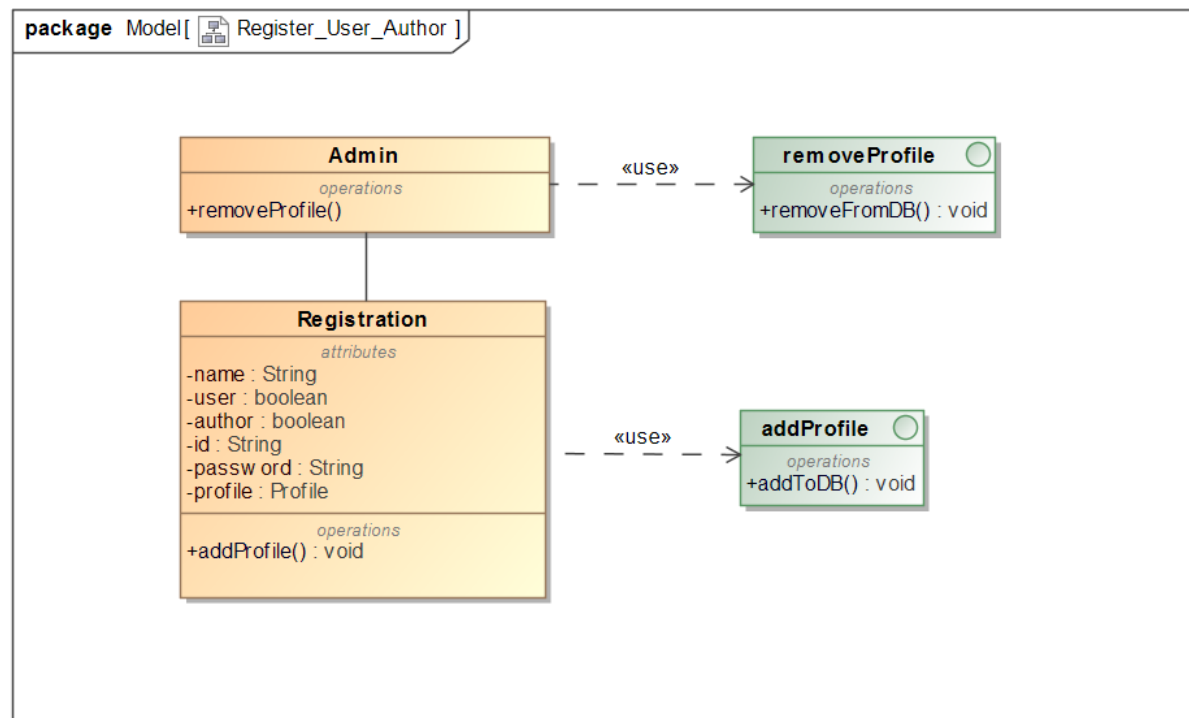 package Model[ Register_User_Author ]
Admin
operations
+removeProfile()
«use»
removeProfile
operations
+removeFromDB() : void
Registration
attributes
-name : String
-user : boolean
-author : boolean
-id : String
-password : String
-profile : Profile
operations
+addProfile() : void
«use»
addProfile
operations
+addToDB() : void